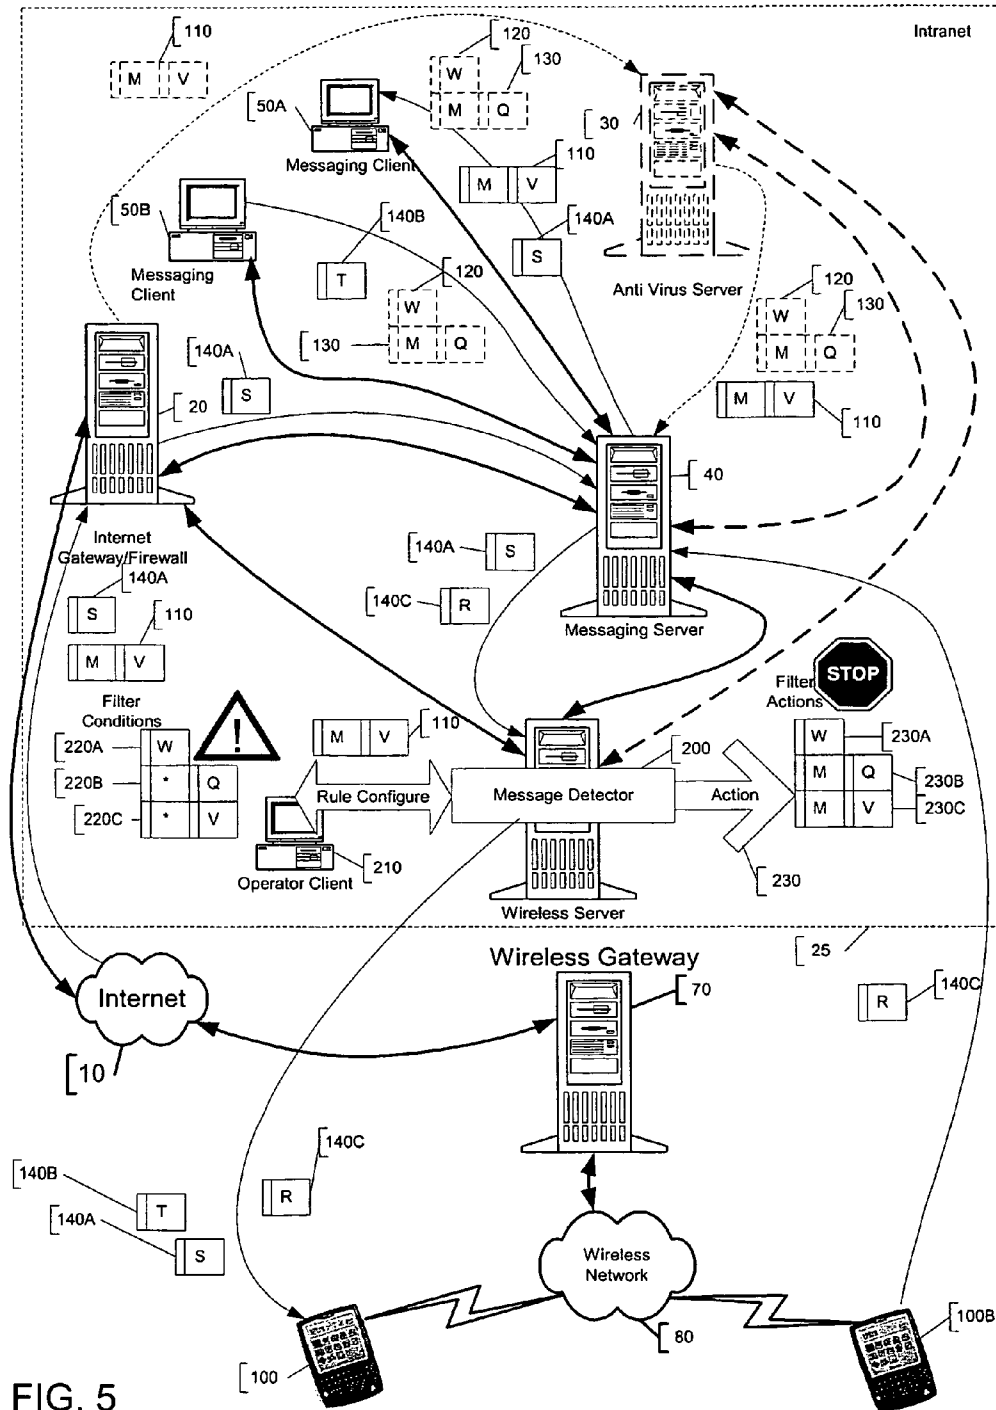 [110
Intranet
M V
[120
W
[130
M Q
[50A
[30
Messaging Client
[110
M V
[50B
[140B
[140A
S
T
[120
Messaging
Client
Anti Virus Server
[120
W
[130
W
[130
M Q
M Q
[140A
S
[20
M V
[110
[40
[140A
S
Internet
Gateway/Firewall
[140A
[140C
R
S
[110
Messaging Server
M V
STOP
Filter
Actions
Filter
Conditions
!
[110
M V
[220A
W
[200
W
[230A
[220B
* Q
M Q
[230B
Rule Configure
Message Detector
Action
[220C
* V
M V
[230C
[210
Operator Client
[230
Wireless Server
[25
Wireless Gateway
[140C
R
Internet
[70
[10
[140C
R
[140B
T
[140A
S
Wireless
Network
[100B
[80
[100
FIG. 5